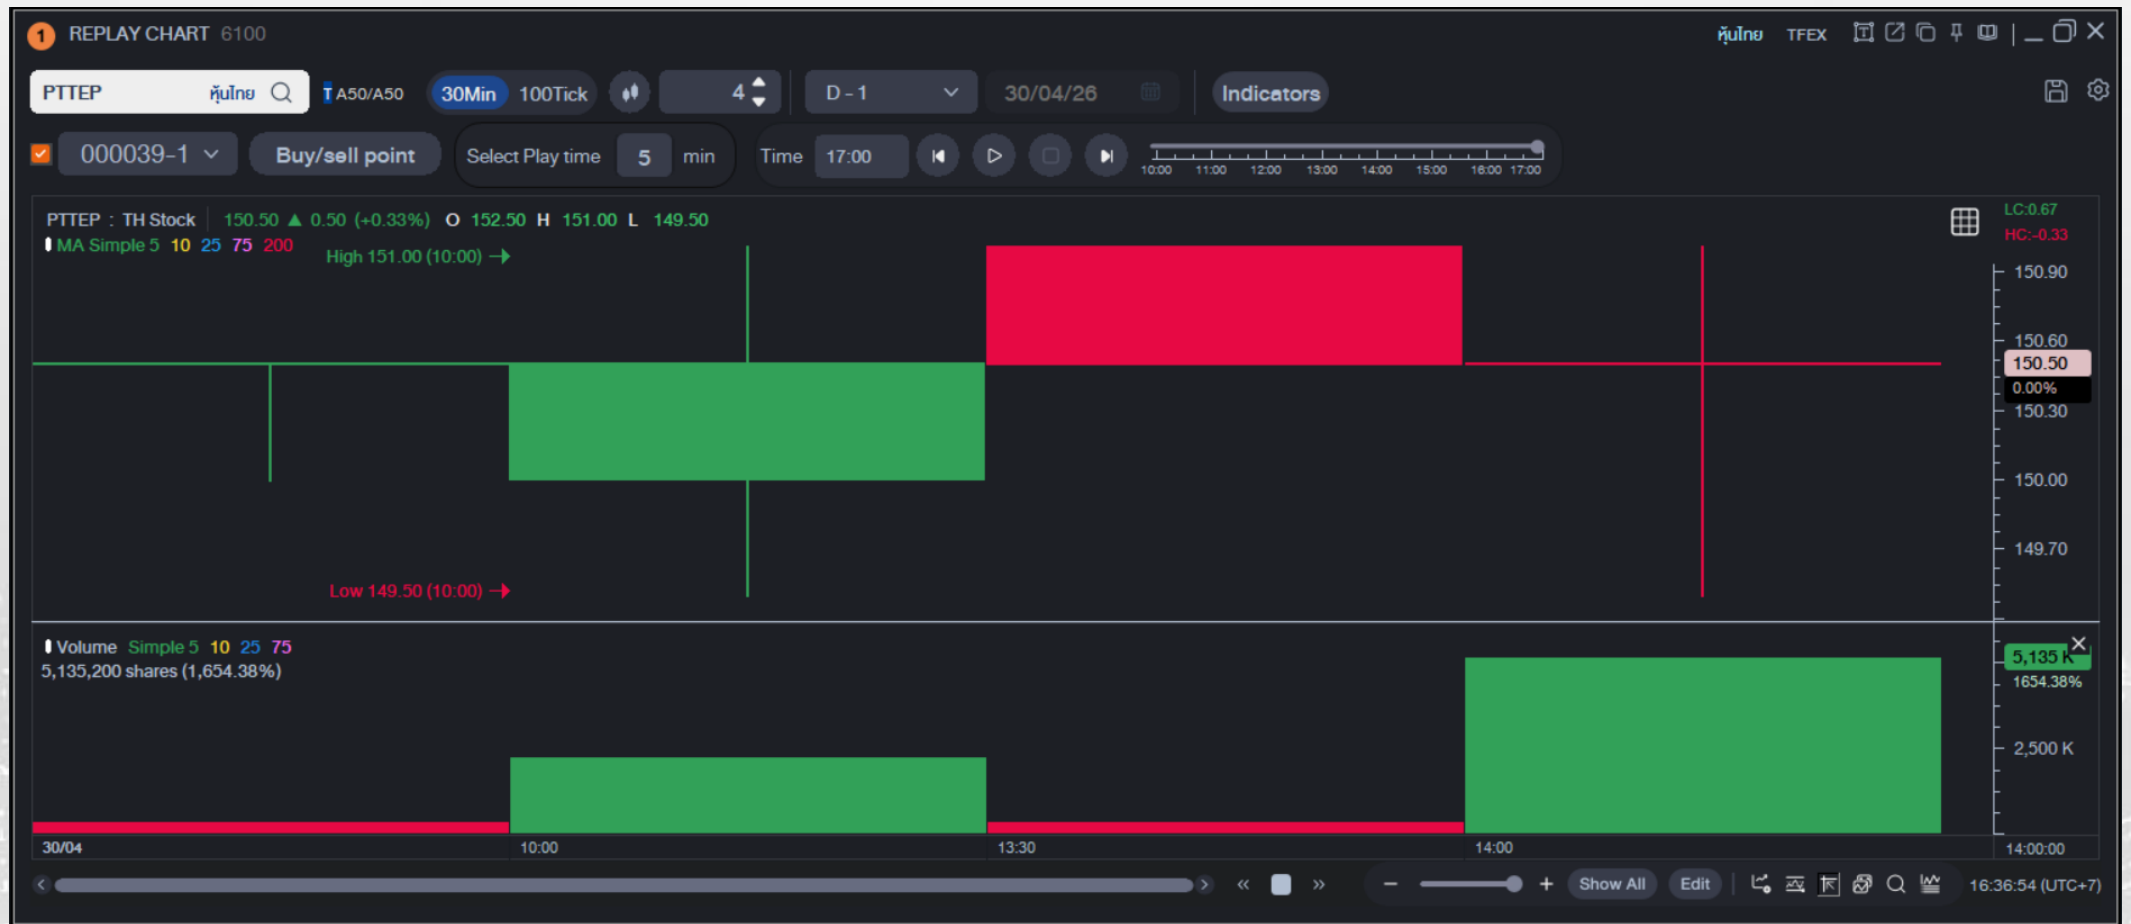 1 REPLAY CHART 6100 หุ้นไทย TFEX
PTTEP หุ้นไทย T A50/A50 30Min 100Tick 4 D - 1 30/04/26 Indicators
000039-1 Buy/sell point Select Play time 5 min Time 17:00
10:00 11:00 12:00 13:00 14:00 15:00 16:00 17:00
PTTEP : TH Stock 150.50 ▲ 0.50 (+0.33%) O 152.50 H 151.00 L 149.50
MA Simple 5 10 25 75 200
High 151.00 (10:00) →
LC:0.67
HC:-0.33
150.90
150.60
150.50
0.00%
150.30
150.00
149.70
Low 149.50 (10:00) →
Volume Simple 5 10 25 75
5,135,200 shares (1,654.38%)
5,135 K
1654.38%
2,500 K
30/04 10:00 13:30 14:00 14:00:00
« » − + Show All Edit 16:36:54 (UTC+7)